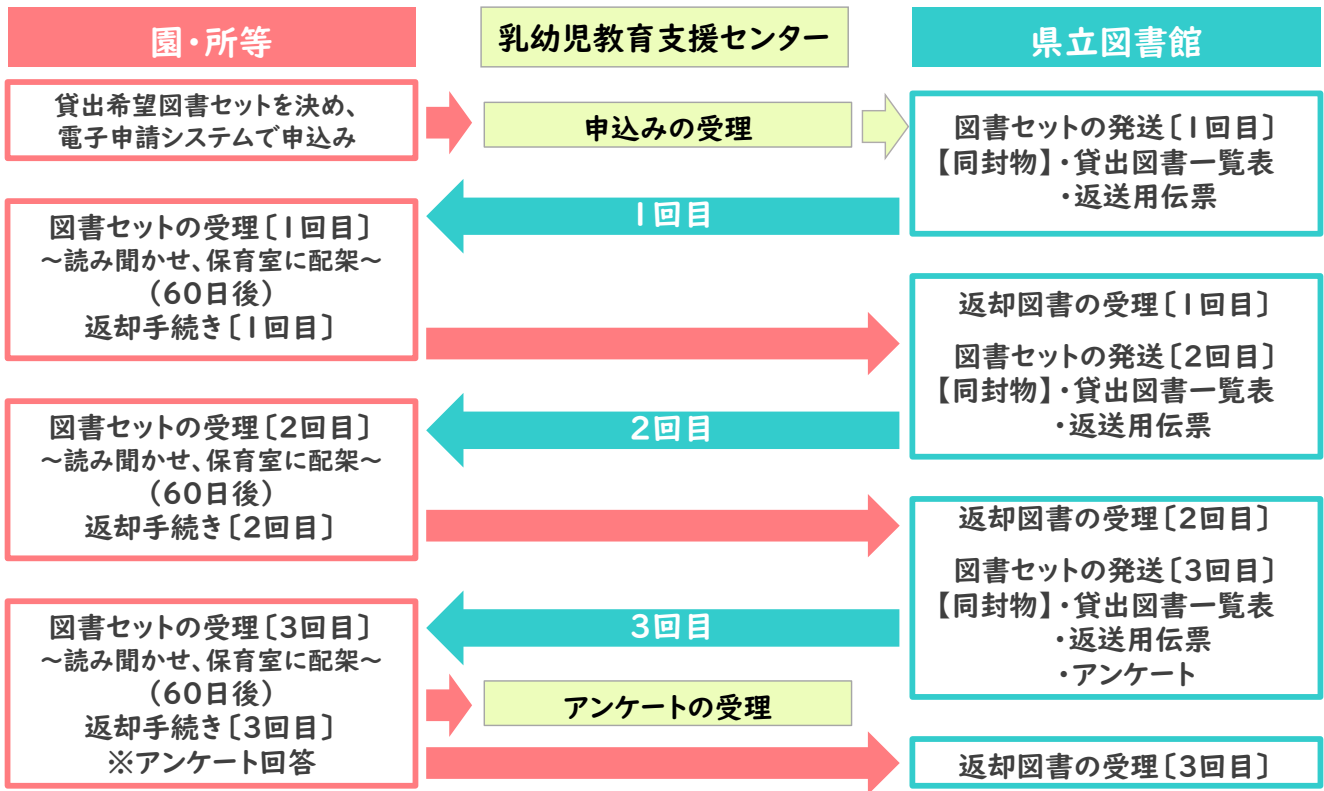 園・所等
乳幼児教育支援センター
県立図書館
貸出希望図書セットを決め、
電子申請システムで申込み
申込みの受理
図書セットの発送〔1回目〕
【同封物】・貸出図書一覧表
・返送用伝票
1回目
図書セットの受理〔1回目〕
～読み聞かせ、保育室に配架～
（60日後）
返却手続き〔1回目〕
返却図書の受理〔1回目〕
図書セットの発送〔2回目〕
【同封物】・貸出図書一覧表
・返送用伝票
2回目
図書セットの受理〔2回目〕
～読み聞かせ、保育室に配架～
（60日後）
返却手続き〔2回目〕
返却図書の受理〔2回目〕
図書セットの発送〔3回目〕
【同封物】・貸出図書一覧表
・返送用伝票
・アンケート
3回目
図書セットの受理〔3回目〕
～読み聞かせ、保育室に配架～
（60日後）
返却手続き〔3回目〕
※アンケート回答
アンケートの受理
返却図書の受理〔3回目〕